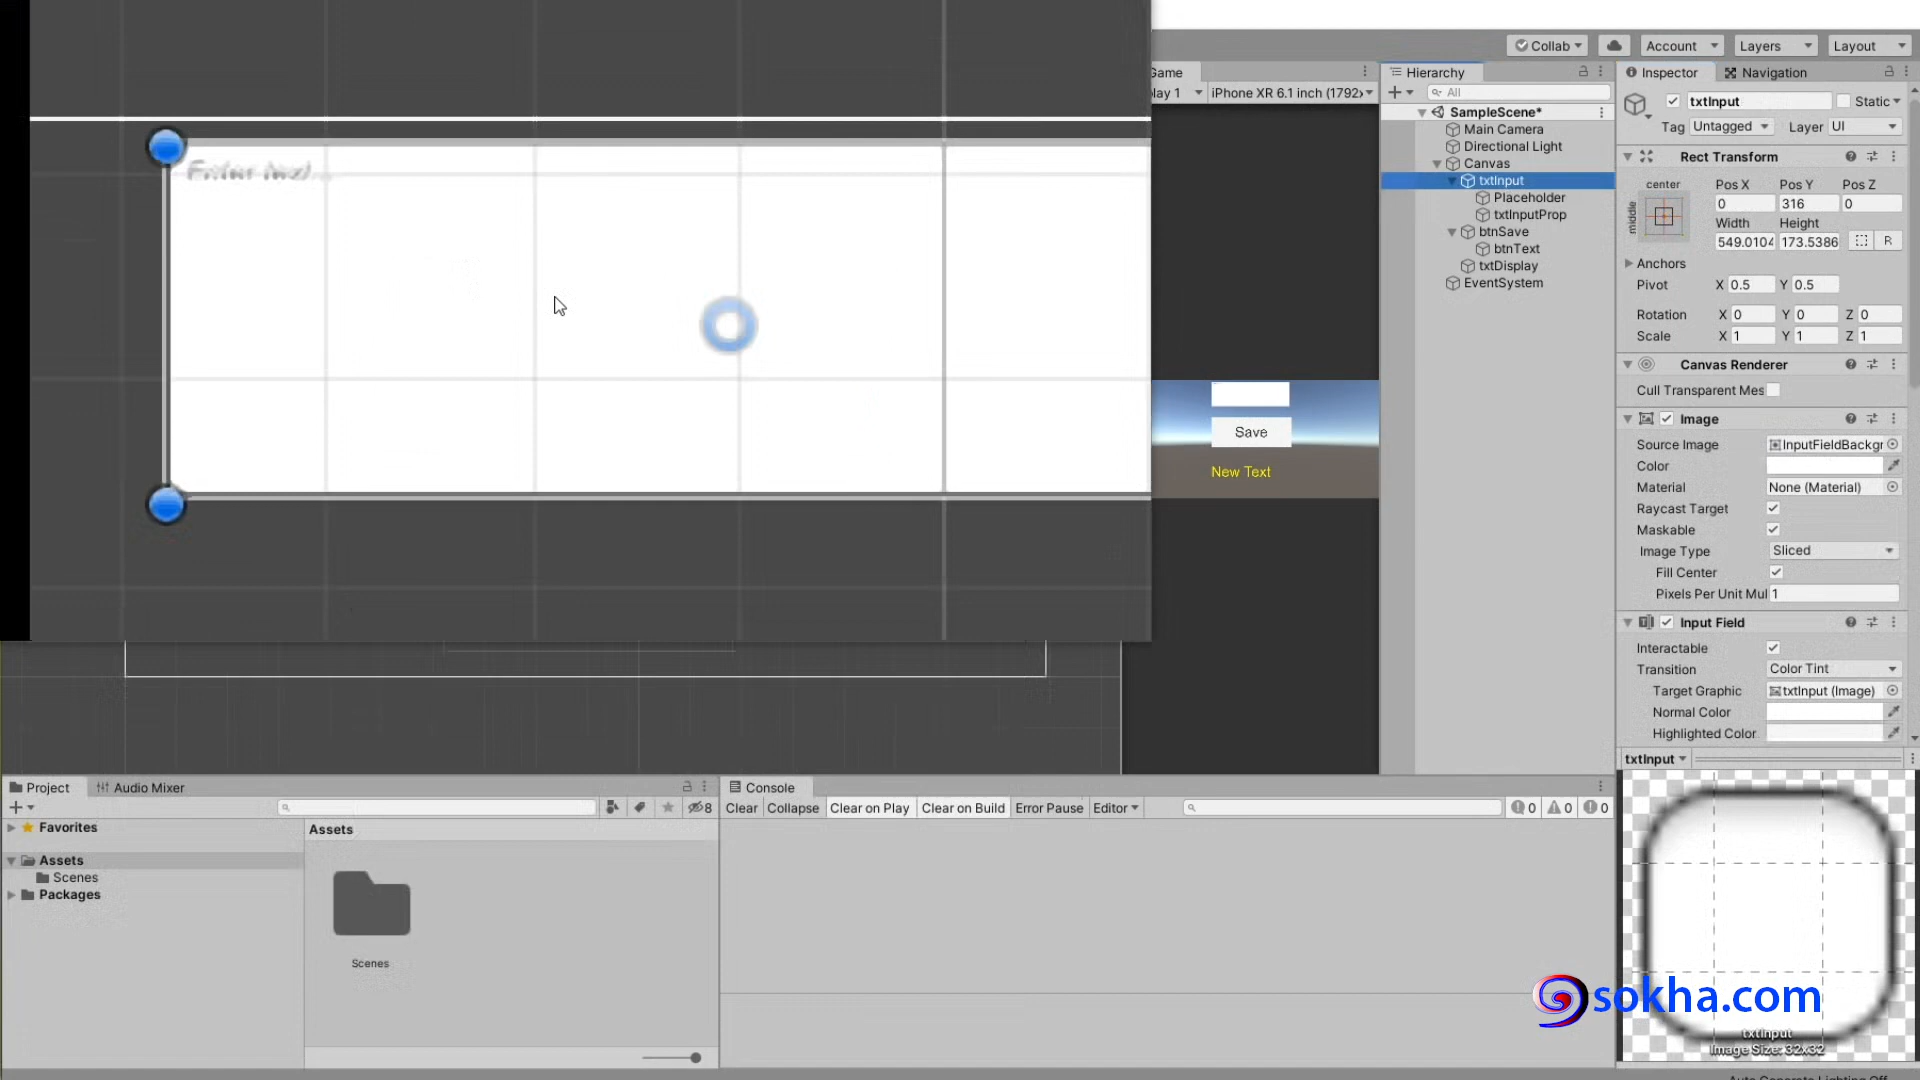 Collab
Account
Layers
Layout
Game
Hierarchy
Inspector
Navigation
play 1
iPhone XR 6.1 inch (1792x
All
SampleScene*
Main Camera
Directional Light
Canvas
txtInput
Placeholder
txtInputProp
btnSave
btnText
txtDisplay
EventSystem
Enter text...
Save
New Text
txtInput
Static
Tag Untagged Layer UI
Rect Transform
center
middle
Pos X Pos Y Pos Z
0 316 0
Width Height
549.0104 173.5386 R
Anchors
Pivot X 0.5 Y 0.5
Rotation X 0 Y 0 Z 0
Scale X 1 Y 1 Z 1
Canvas Renderer
Cull Transparent Mes
Image
Source Image InputFieldBackgr
Color
Material None (Material)
Raycast Target
Maskable
Image Type Sliced
Fill Center
Pixels Per Unit Mul 1
Input Field
Interactable
Transition Color Tint
Target Graphic txtInput (Image)
Normal Color
Highlighted Color
txtInput
Project Audio Mixer
8
Favorites
Assets
Scenes
Packages
Assets
Scenes
Console
Clear Collapse Clear on Play Clear on Build Error Pause Editor
0 0 0
sokha.com
txtInput
Image Size: 32x32